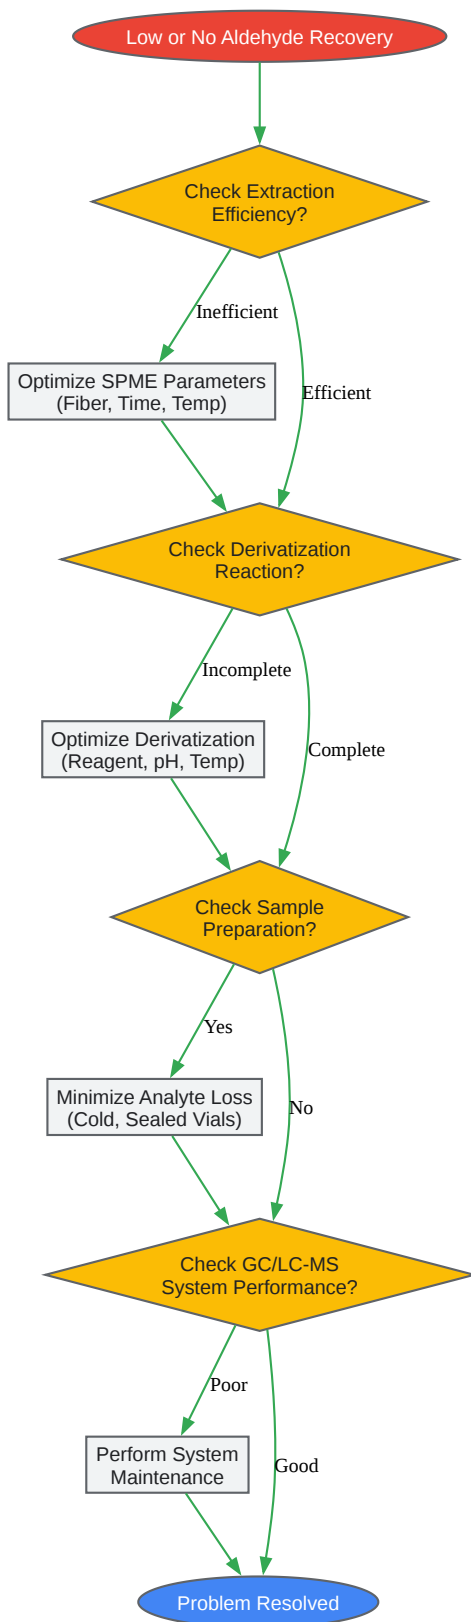 Low or No Aldehyde Recovery
Check Extraction
Efficiency?
Inefficient
Efficient
Optimize SPME Parameters
(Fiber, Time, Temp)
Check Derivatization
Reaction?
Incomplete
Complete
Optimize Derivatization
(Reagent, pH, Temp)
Check Sample
Preparation?
Yes
No
Minimize Analyte Loss
(Cold, Sealed Vials)
Check GC/LC-MS
System Performance?
Poor
Good
Perform System
Maintenance
Problem Resolved